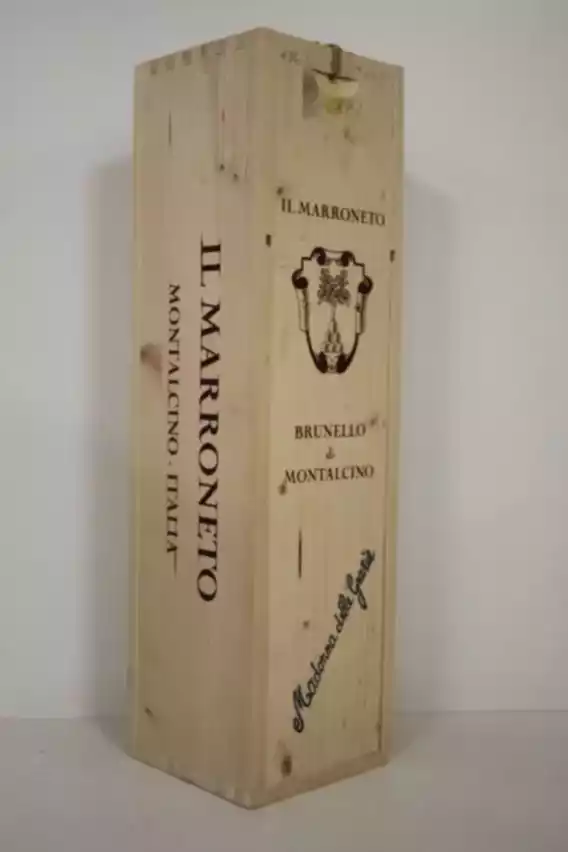 IL MARRONETO
MONTALCINO - ITALIA
IL MARRONETO
BRUNELLO
di
MONTALCINO
Madonna delle Grazie